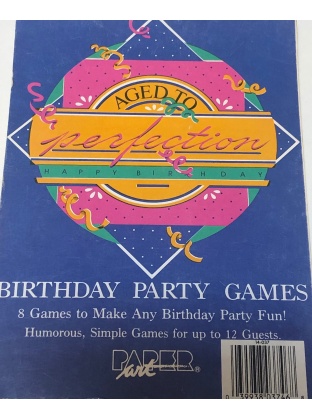 AGED TO
perfection
HAPPY BIRTHDAY
BIRTHDAY PARTY GAMES
8 Games to Make Any Birthday Party Fun!
Humorous, Simple Games for up to 12 Guests.
PAPER
art®